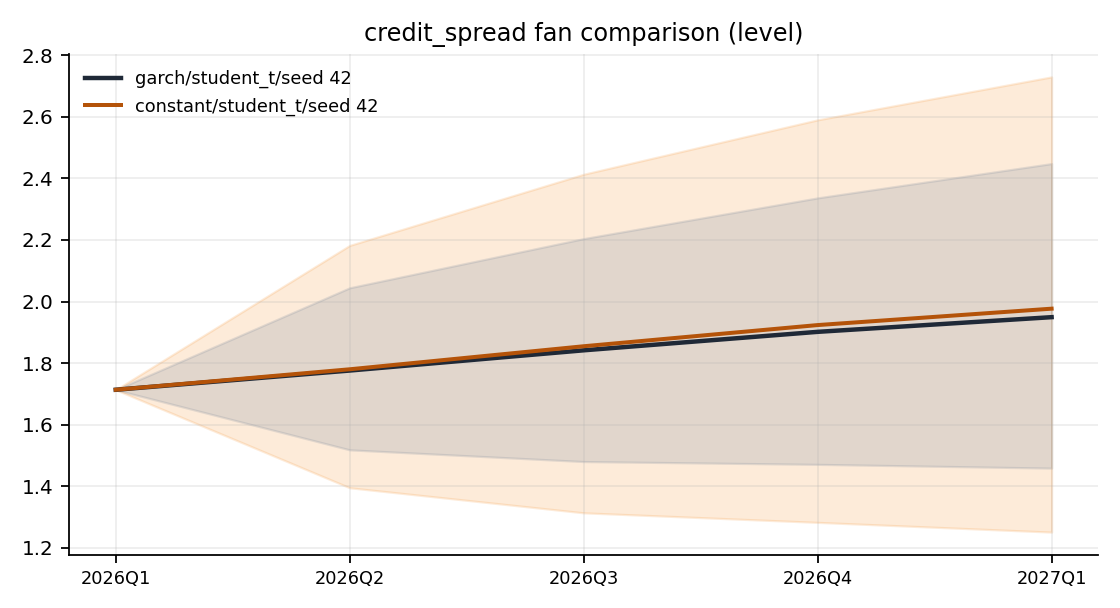 credit_spread fan comparison (level)
2.8
garch/student_t/seed 42
constant/student_t/seed 42
2.6
2.4
2.2
2.0
1.8
1.6
1.4
1.2
2026Q1 2026Q2 2026Q3 2026Q4 2027Q1